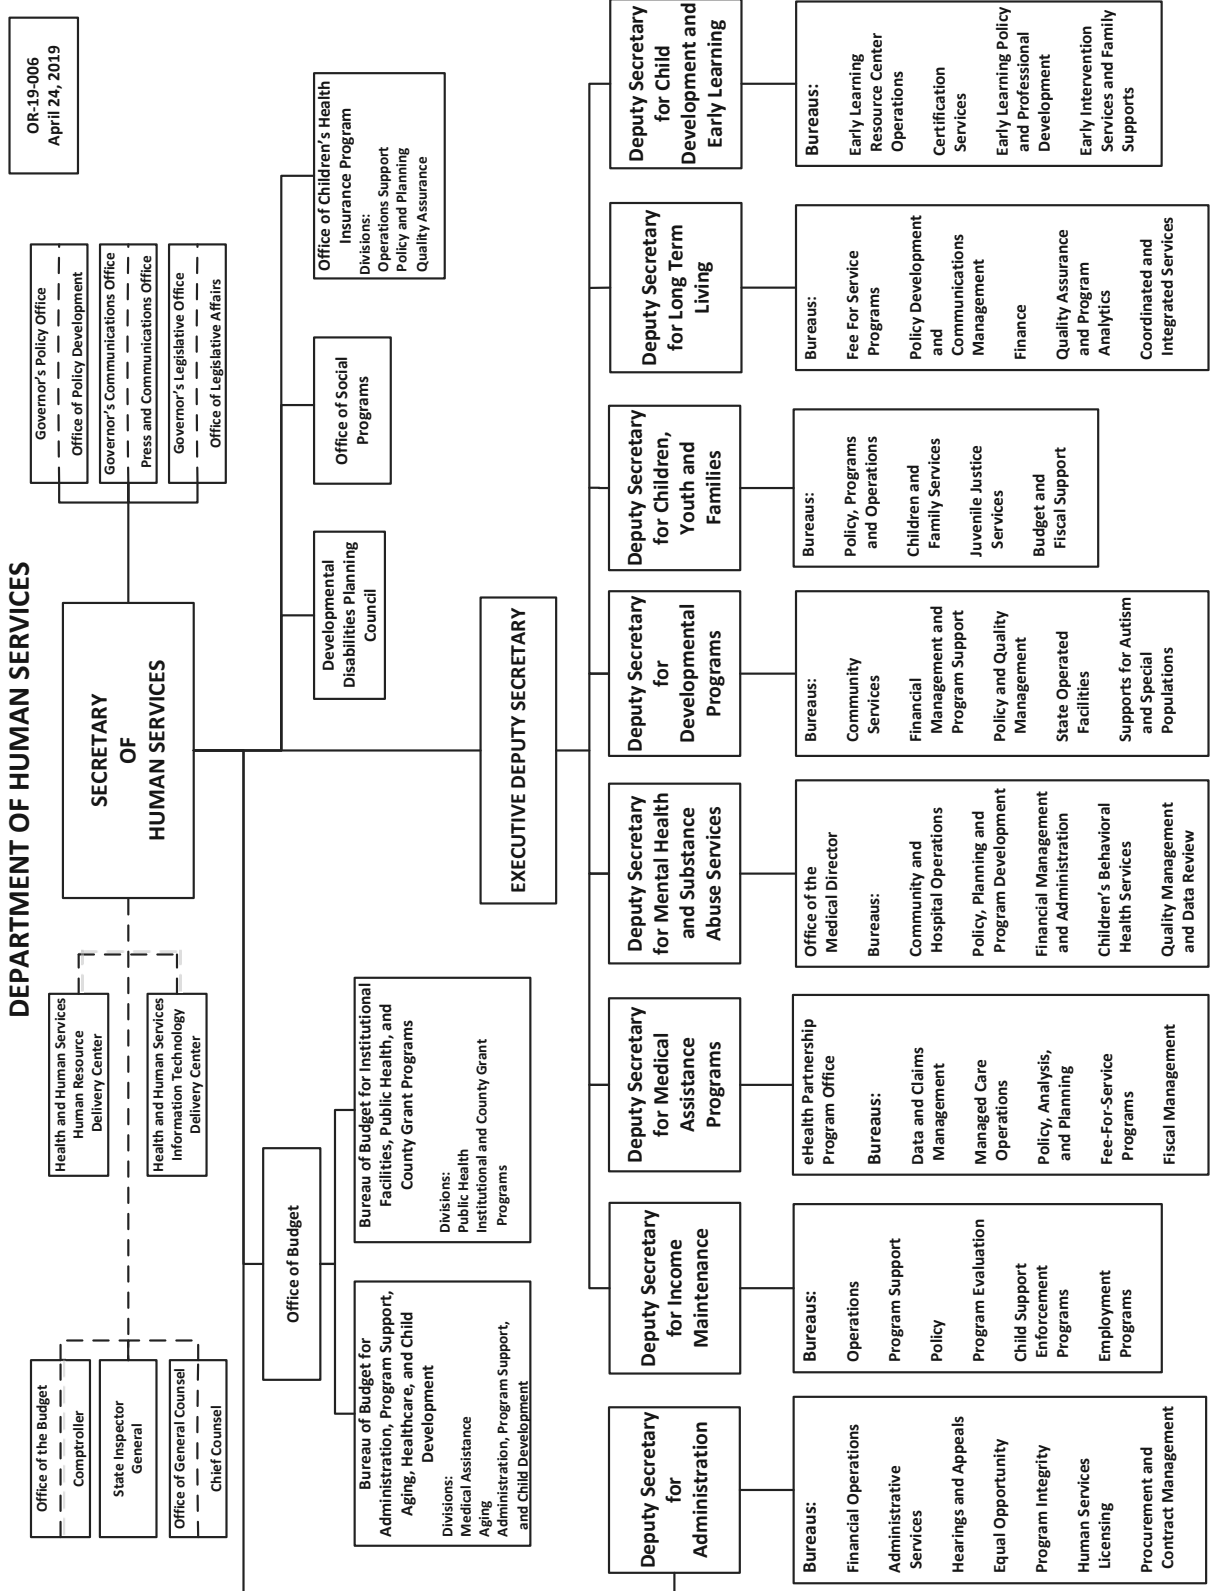 DEPARTMENT OF HUMAN SERVICES
OR-19-006
April 24, 2019
Office of the Budget
Comptroller
State Inspector
General
Office of General Counsel
Chief Counsel
Health and Human Services
Human Resource
Delivery Center
Health and Human Services
Information Technology
Delivery Center
SECRETARY
OF
HUMAN SERVICES
Governor's Policy Office
Office of Policy Development
Governor's Communications Office
Press and Communications Office
Governor's Legislative Office
Office of Legislative Affairs
Office of Budget
Bureau of Budget for
Administration, Program Support,
Aging, Healthcare, and Child
Development
Divisions:
Medical Assistance
Aging
Administration, Program Support,
and Child Development
Bureau of Budget for Institutional
Facilities, Public Health, and
County Grant Programs
Divisions:
Public Health
Institutional and County Grant
Programs
Developmental
Disabilities Planning
Council
Office of Social
Programs
Office of Children's Health
Insurance Program
Divisions:
Operations Support
Policy and Planning
Quality Assurance
EXECUTIVE DEPUTY SECRETARY
Deputy Secretary
for
Administration
Bureaus:
Financial Operations
Administrative
Services
Hearings and Appeals
Equal Opportunity
Program Integrity
Human Services
Licensing
Procurement and
Contract Management
Deputy Secretary
for Income
Maintenance
Bureaus:
Operations
Program Support
Policy
Program Evaluation
Child Support
Enforcement
Programs
Employment
Programs
Deputy Secretary
for Medical
Assistance
Programs
eHealth Partnership
Program Office
Bureaus:
Data and Claims
Management
Managed Care
Operations
Policy, Analysis,
and Planning
Fee-For-Service
Programs
Fiscal Management
Deputy Secretary
for Mental Health
and Substance
Abuse Services
Office of the
Medical Director
Bureaus:
Community and
Hospital Operations
Policy, Planning and
Program Development
Financial Management
and Administration
Children's Behavioral
Health Services
Quality Management
and Data Review
Deputy Secretary
for
Developmental
Programs
Bureaus:
Community
Services
Financial
Management and
Program Support
Policy and Quality
Management
State Operated
Facilities
Supports for Autism
and Special
Populations
Deputy Secretary
for Children,
Youth and
Families
Bureaus:
Policy, Programs
and Operations
Children and
Family Services
Juvenile Justice
Services
Budget and
Fiscal Support
Deputy Secretary
for Long Term
Living
Bureaus:
Fee For Service
Programs
Policy Development
and
Communications
Management
Finance
Quality Assurance
and Program
Analytics
Coordinated and
Integrated Services
Deputy Secretary
for Child
Development and
Early Learning
Bureaus:
Early Learning
Resource Center
Operations
Certification
Services
Early Learning Policy
and Professional
Development
Early Intervention
Services and Family
Supports